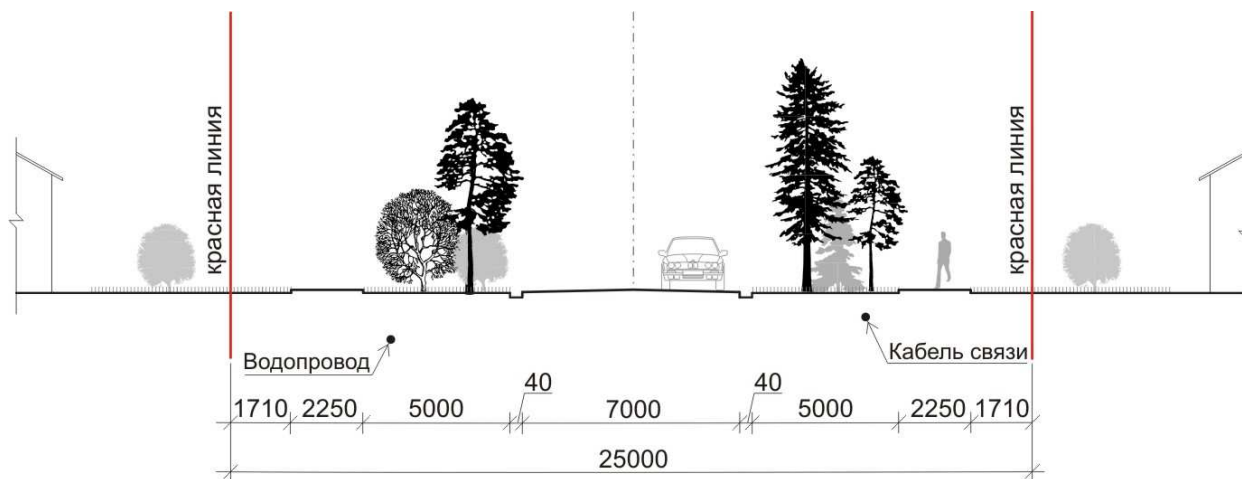 красная линия
красная линия
Водопровод
Кабель связи
40
40
1710 2250 5000 7000 5000 2250 1710
25000